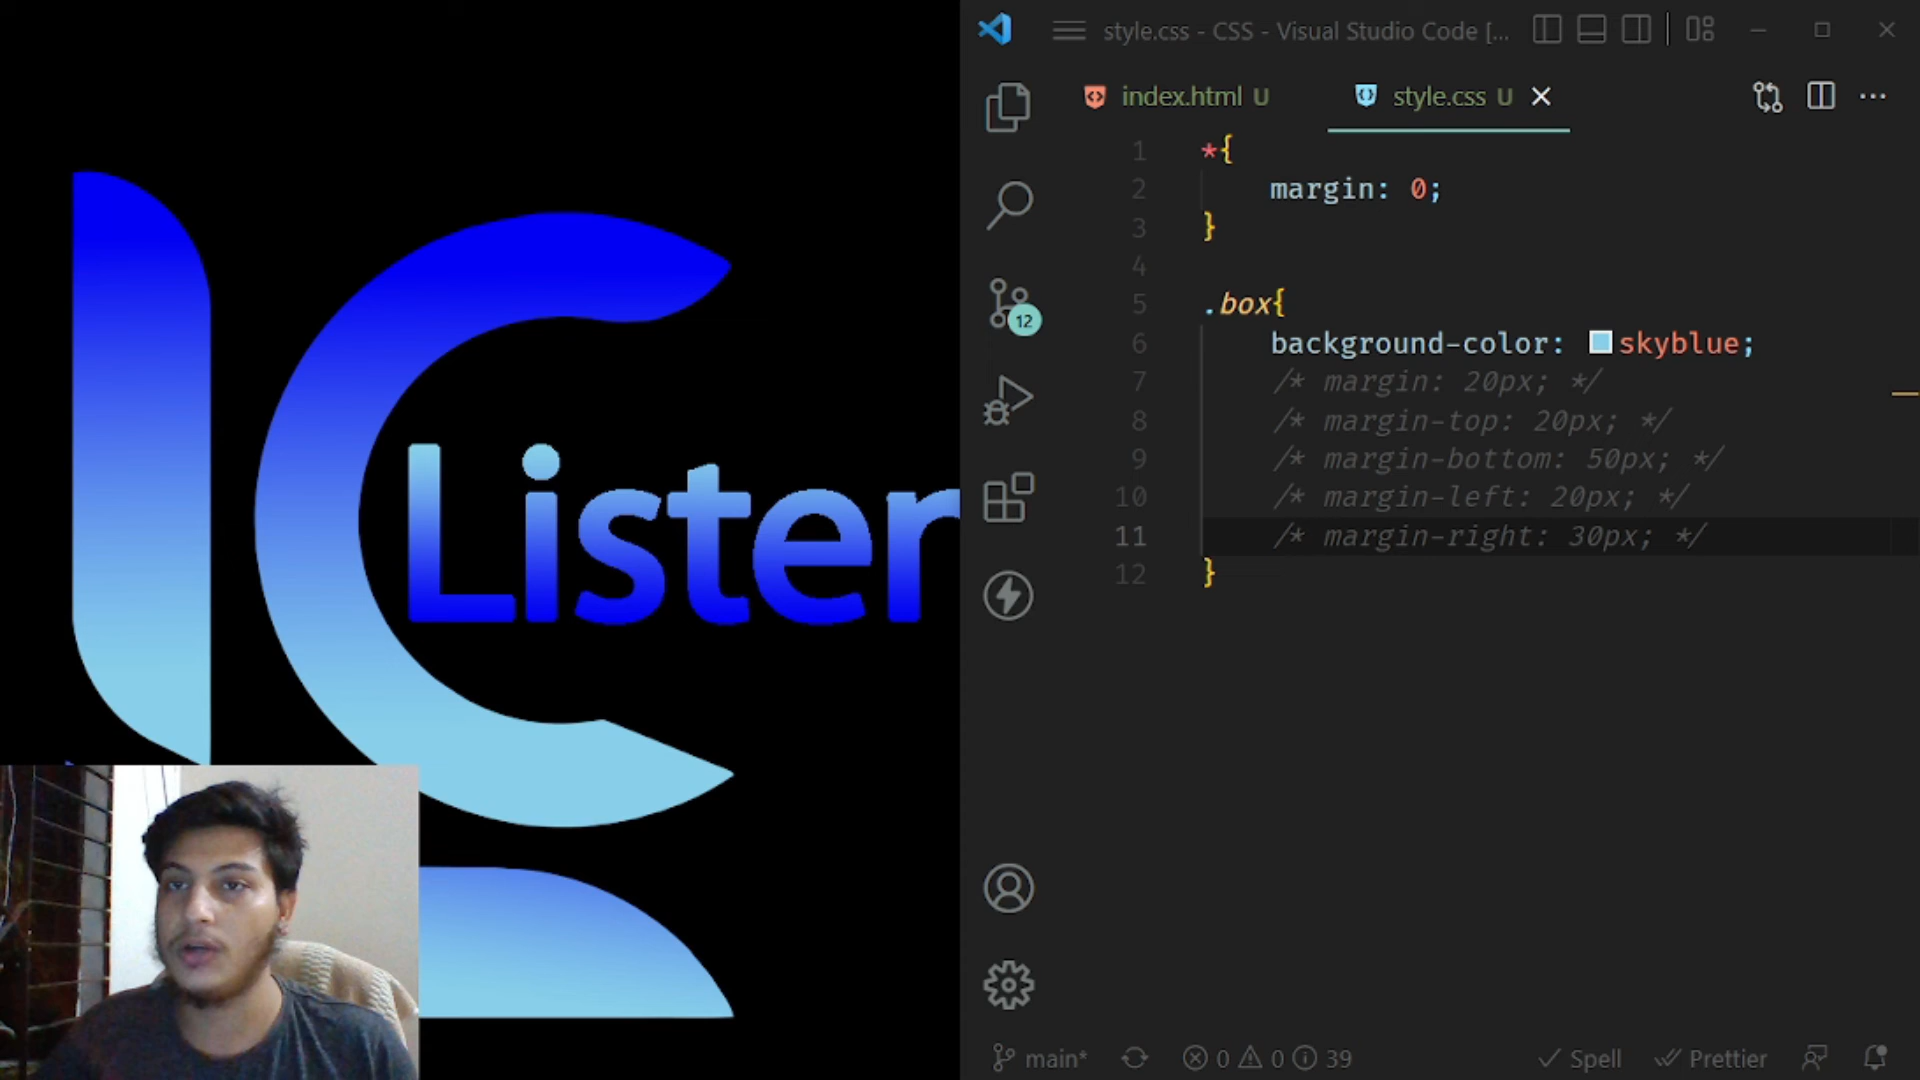 Lister
style.css - CSS - Visual Studio Code [...
index.html U
style.css U
1 *{
2 margin: 0;
3 }
4
5 .box{
6 background-color: skyblue;
7 /* margin: 20px; */
8 /* margin-top: 20px; */
9 /* margin-bottom: 50px; */
10 /* margin-left: 20px; */
11 /* margin-right: 30px; */
12 }
12
main* 0 0 39 Spell Prettier